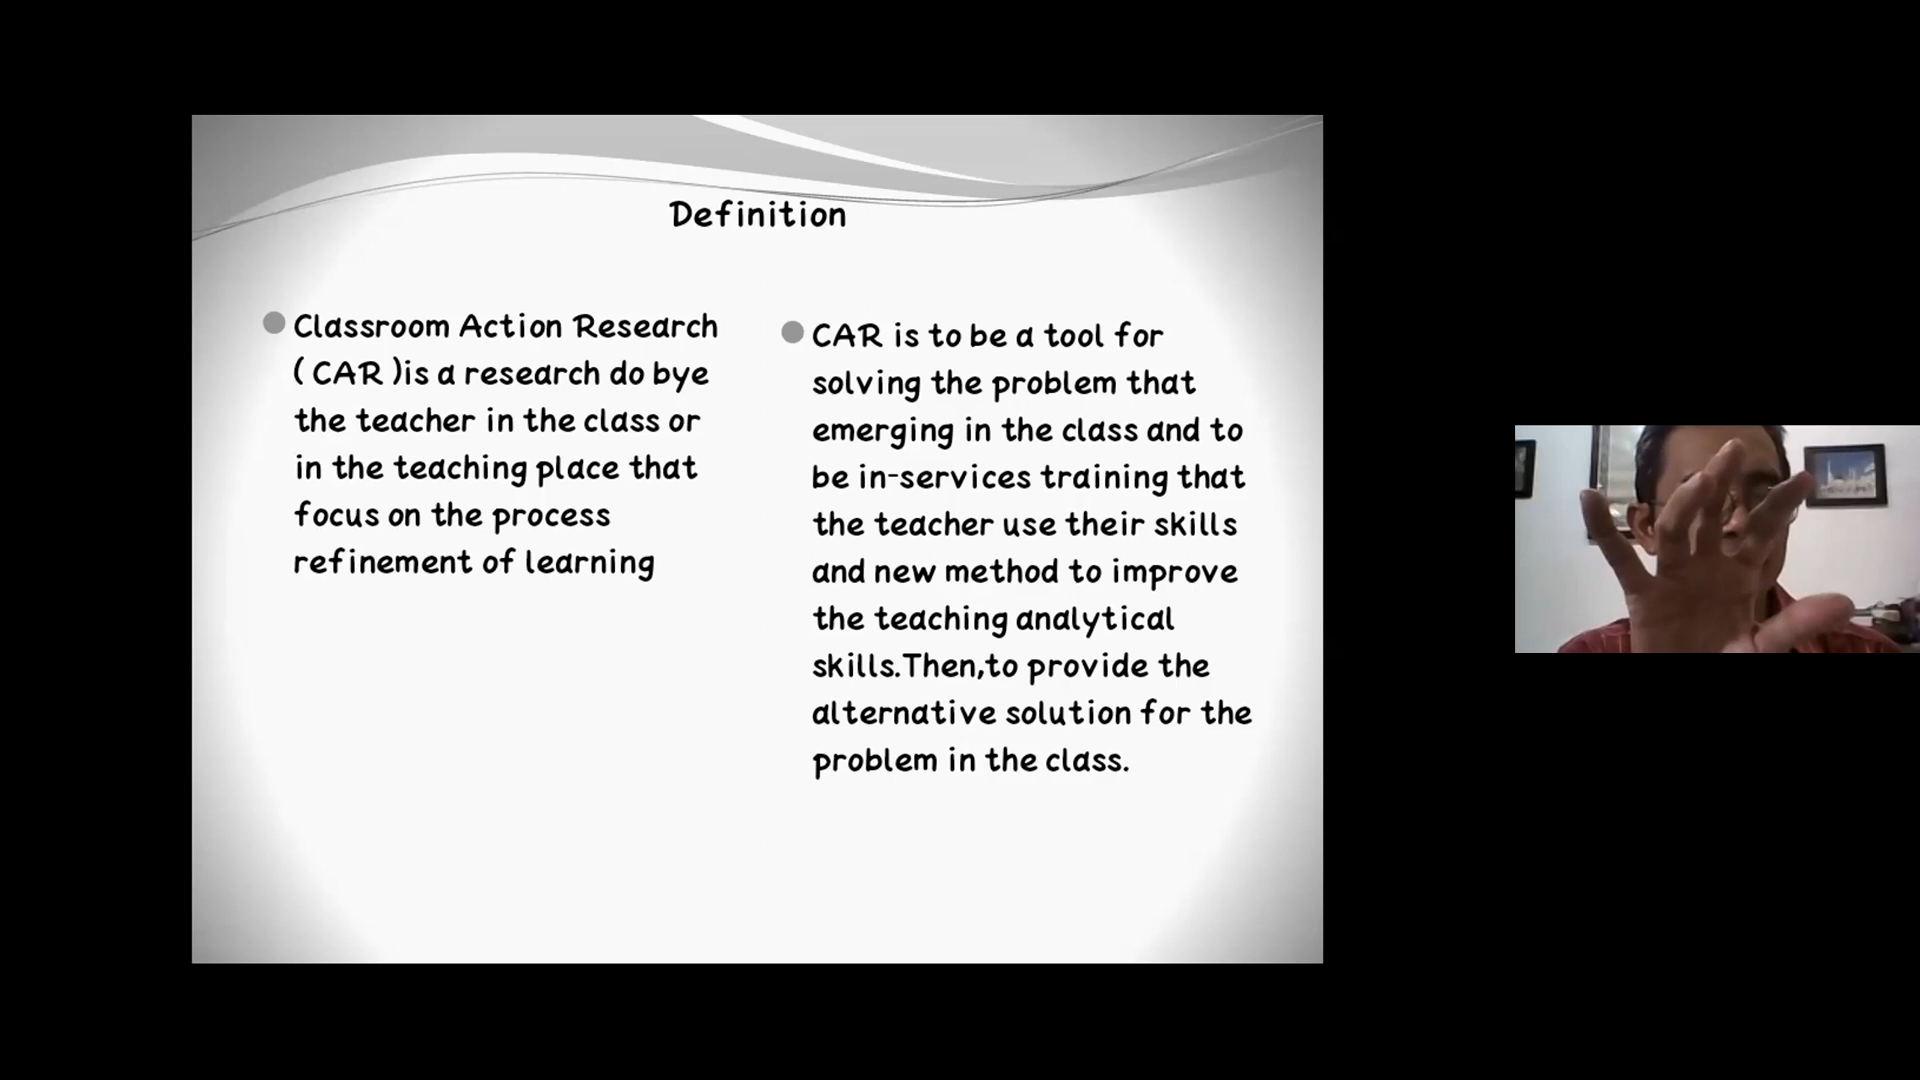 Definition
Classroom Action Research
( CAR )is a research do bye
the teacher in the class or
in the teaching place that
focus on the process
refinement of learning
CAR is to be a tool for
solving the problem that
emerging in the class and to
be in-services training that
the teacher use their skills
and new method to improve
the teaching analytical
skills.Then,to provide the
alternative solution for the
problem in the class.